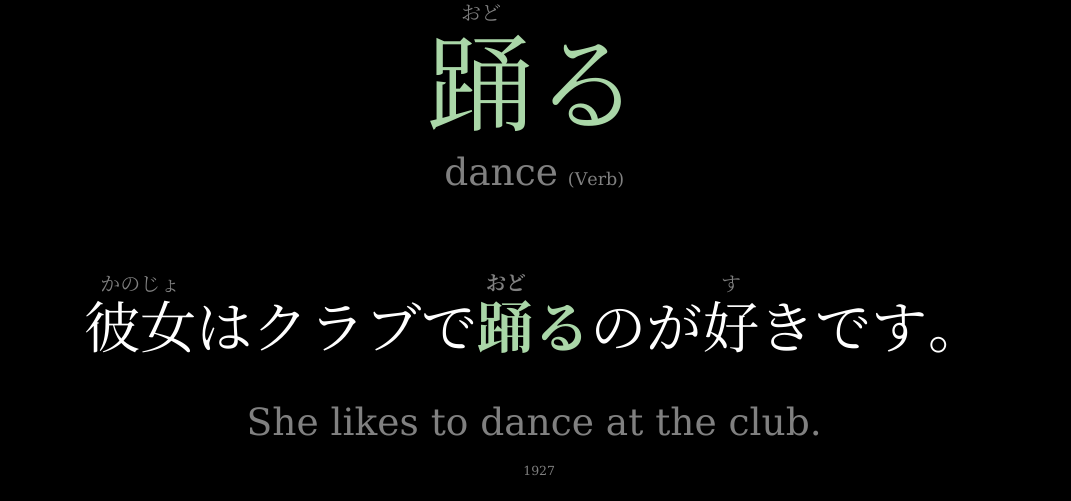 おど
踊る
dance (Verb)
かのじょ おど す
彼女はクラブで踊るのが好きです。
She likes to dance at the club.
1927